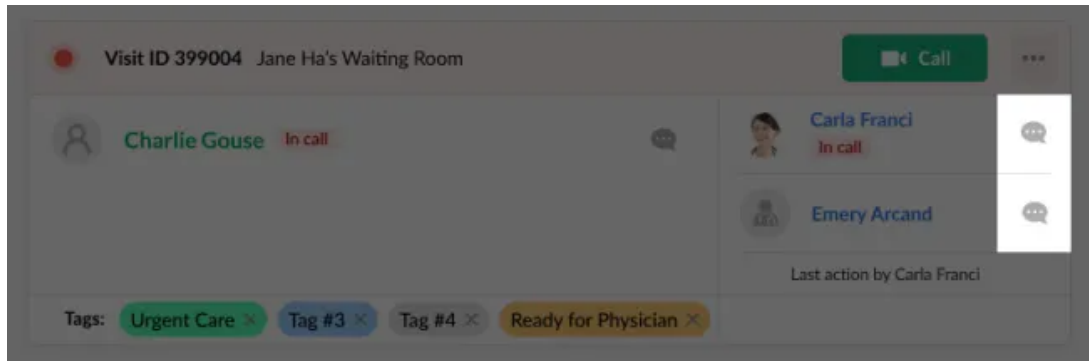 Visit ID 399004 Jane Ha's Waiting Room
Call
Charlie Gouse In call
Carla Franci
In call
Emery Arcand
Last action by Carla Franci
Tags: Urgent Care × Tag #3 × Tag #4 × Ready for Physician ×